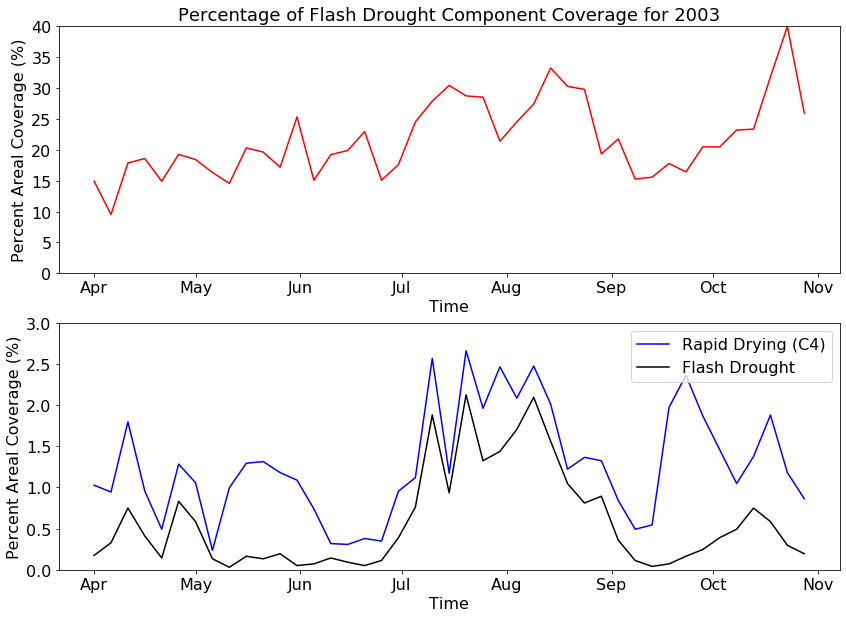 Percentage of Flash Drought Component Coverage for 2003
Percent Areal Coverage (%)
40
35
30
25
20
15
10
5
0
Apr May Jun Jul Aug Sep Oct Nov
Time
Percent Areal Coverage (%)
3.0
2.5
2.0
1.5
1.0
0.5
0.0
Rapid Drying (C4)
Flash Drought
Apr May Jun Jul Aug Sep Oct Nov
Time